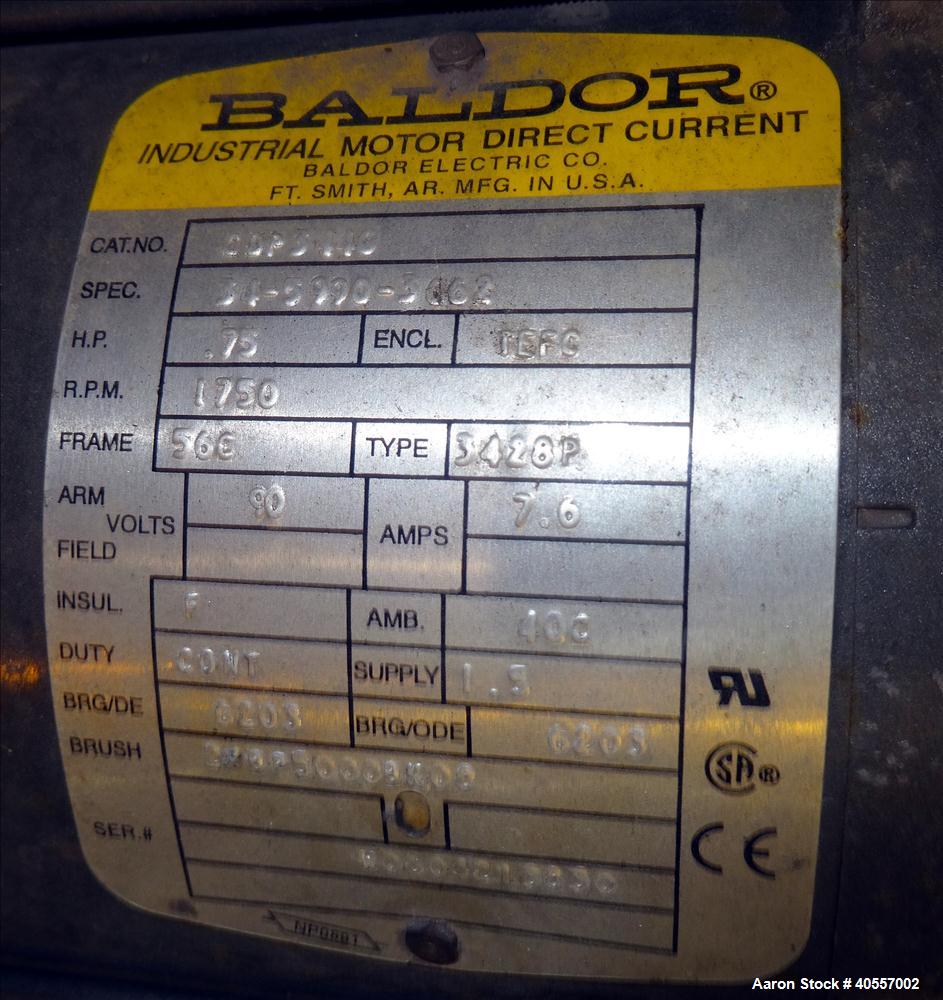 BALDOR®
INDUSTRIAL MOTOR DIRECT CURRENT
BALDOR ELECTRIC CO.
FT. SMITH, AR. MFG. IN U.S.A.
CAT.NO.
SPEC.
H.P. .75 ENCL. TEFC
R.P.M. 1750
FRAME 56C TYPE 3428P
ARM VOLTS 90 AMPS 7.6
FIELD
INSUL. F AMB. 40C
DUTY CONT SUPPLY 1.5
BRG/DE 6203 BRG/ODE 6203
BRUSH
SER.#
CSA®
CE
Aaron Stock # 40557002